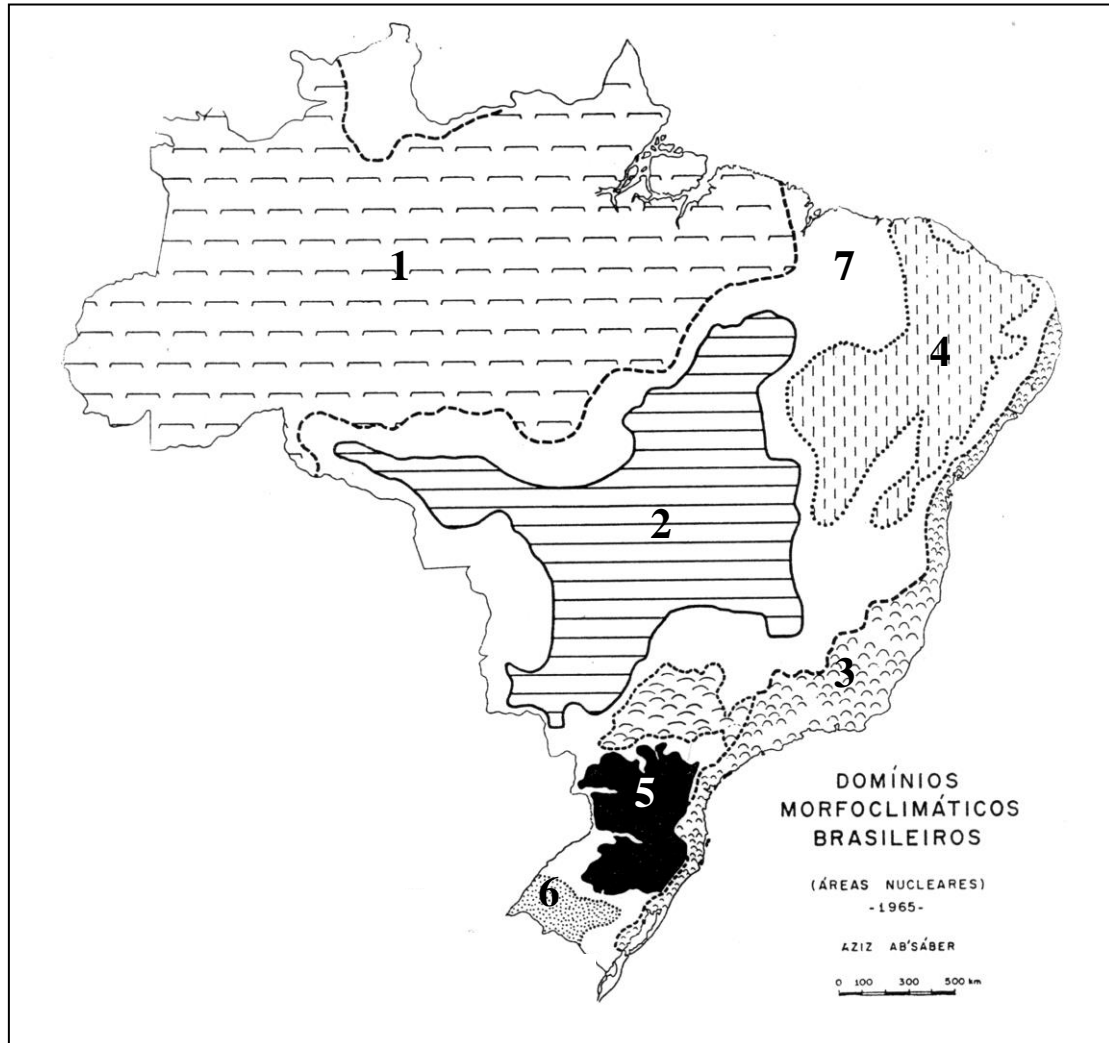 1
7
4
2
3
5
6
DOMÍNIOS
MORFOCLIMÁTICOS
BRASILEIROS
(ÁREAS NUCLEARES)
-1965-
AZIZ AB'SÁBER
0 100 300 500 km